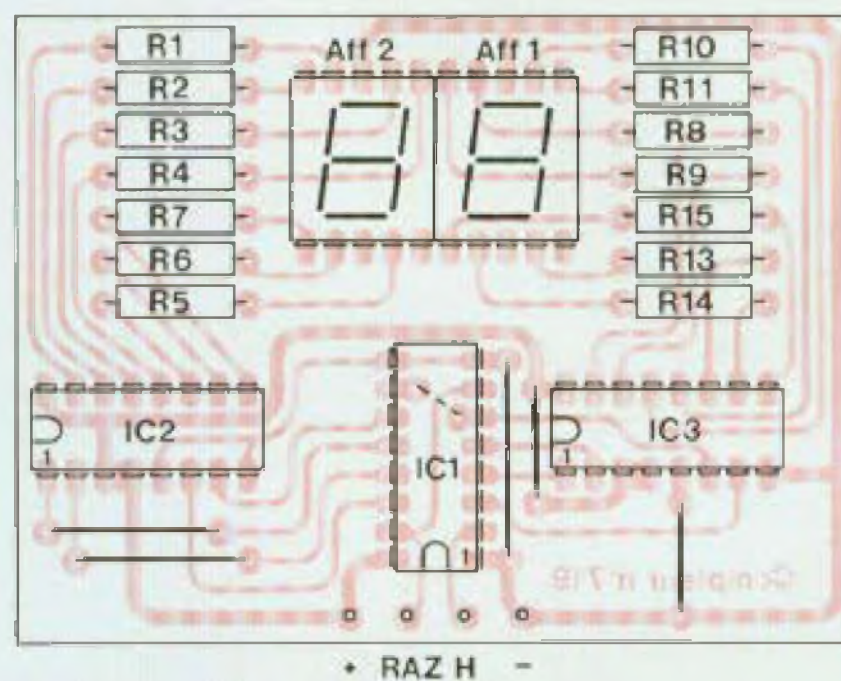 R1 Aff 2 Aff 1 R10
R2 R11
R3 R8
R4 R9
R7 R15
R6 R13
R5 R14
IC2 IC1 IC3
1 1 1
+ RAZ H -